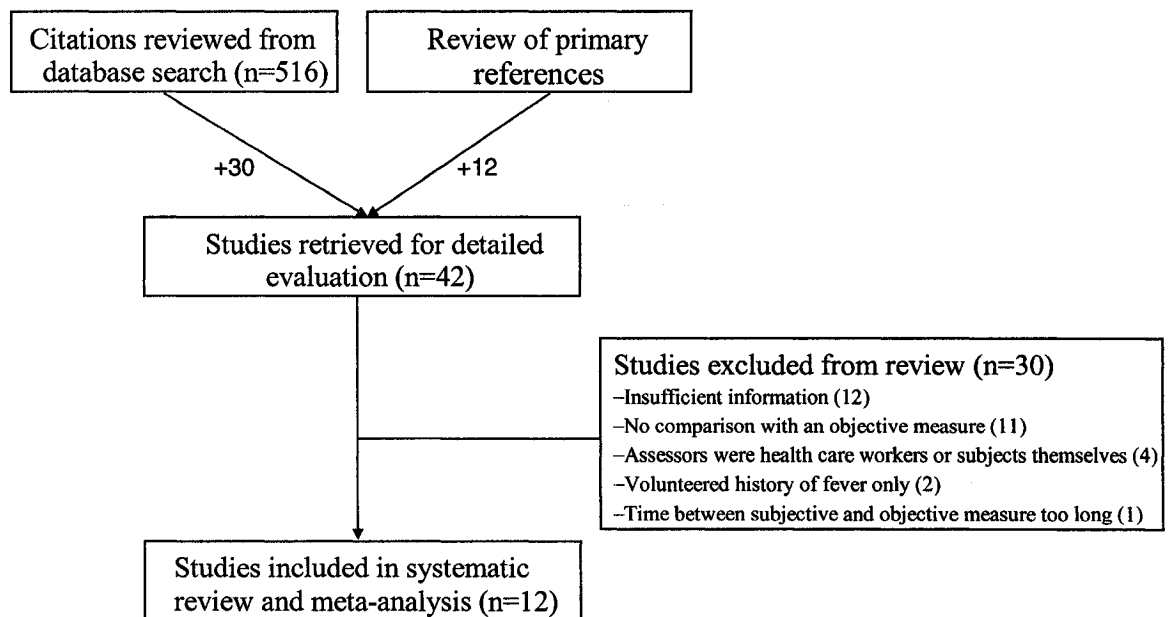 Citations reviewed from
database search (n=516)
Review of primary
references
+30
+12
Studies retrieved for detailed
evaluation (n=42)
Studies excluded from review (n=30)
–Insufficient information (12)
–No comparison with an objective measure (11)
–Assessors were health care workers or subjects themselves (4)
–Volunteered history of fever only (2)
–Time between subjective and objective measure too long (1)
Studies included in systematic
review and meta-analysis (n=12)